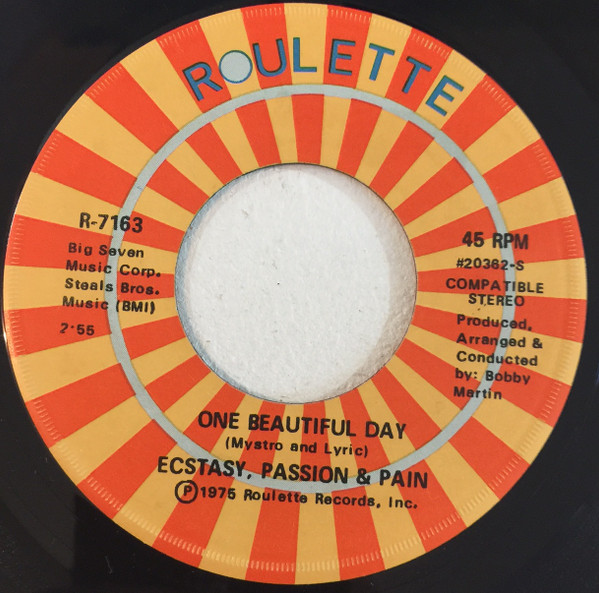 ROULETTE
R-7163
Big Seven
Music Corp.
Steals Bros.
Music (BMI)
2:55
45 RPM
#20362-S
COMPATIBLE
STEREO
Produced,
Arranged &
Conducted
by: Bobby
Martin
ONE BEAUTIFUL DAY
(Mystro and Lyric)
ECSTASY, PASSION & PAIN
Ⓟ1975 Roulette Records, Inc.